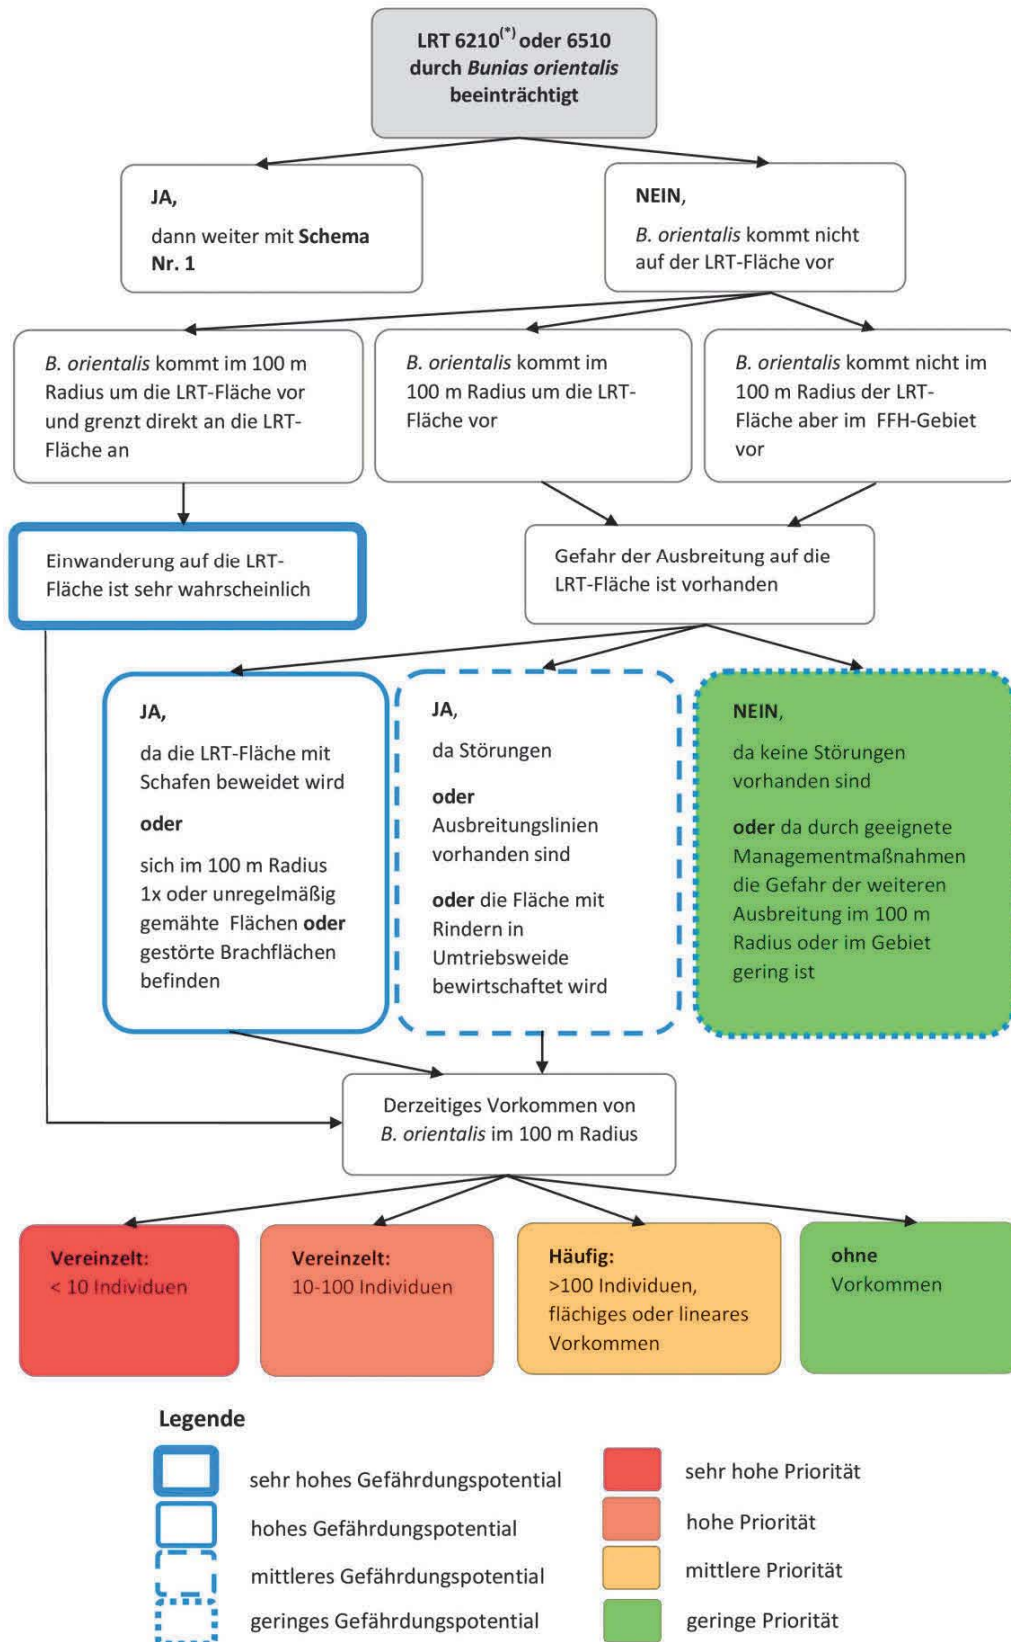 LRT 6210(*) oder 6510
durch Bunias orientalis
beeinträchtigt
JA,
dann weiter mit Schema
Nr. 1
NEIN,
B. orientalis kommt nicht
auf der LRT-Fläche vor
B. orientalis kommt im 100 m
Radius um die LRT-Fläche vor
und grenzt direkt an die LRT-
Fläche an
B. orientalis kommt im
100 m Radius um die LRT-
Fläche vor
B. orientalis kommt nicht im
100 m Radius der LRT-
Fläche aber im FFH-Gebiet
vor
Einwanderung auf die LRT-
Fläche ist sehr wahrscheinlich
Gefahr der Ausbreitung auf die
LRT-Fläche ist vorhanden
JA,
da die LRT-Fläche mit
Schafen beweidet wird
oder
sich im 100 m Radius
1x oder unregelmäßig
gemähte Flächen oder
gestörte Brachflächen
befinden
JA,
da Störungen
oder
Ausbreitungslinien
vorhanden sind
oder die Fläche mit
Rindern in
Umtriebsweide
bewirtschaftet wird
NEIN,
da keine Störungen
vorhanden sind
oder da durch geeignete
Managementmaßnahmen
die Gefahr der weiteren
Ausbreitung im 100 m
Radius oder im Gebiet
gering ist
Derzeitiges Vorkommen von
B. orientalis im 100 m Radius
Vereinzelt:
< 10 Individuen
Vereinzelt:
10-100 Individuen
Häufig:
>100 Individuen,
flächiges oder lineares
Vorkommen
ohne
Vorkommen
Legende
sehr hohes Gefährdungspotential
hohes Gefährdungspotential
mittleres Gefährdungspotential
geringes Gefährdungspotential
sehr hohe Priorität
hohe Priorität
mittlere Priorität
geringe Priorität